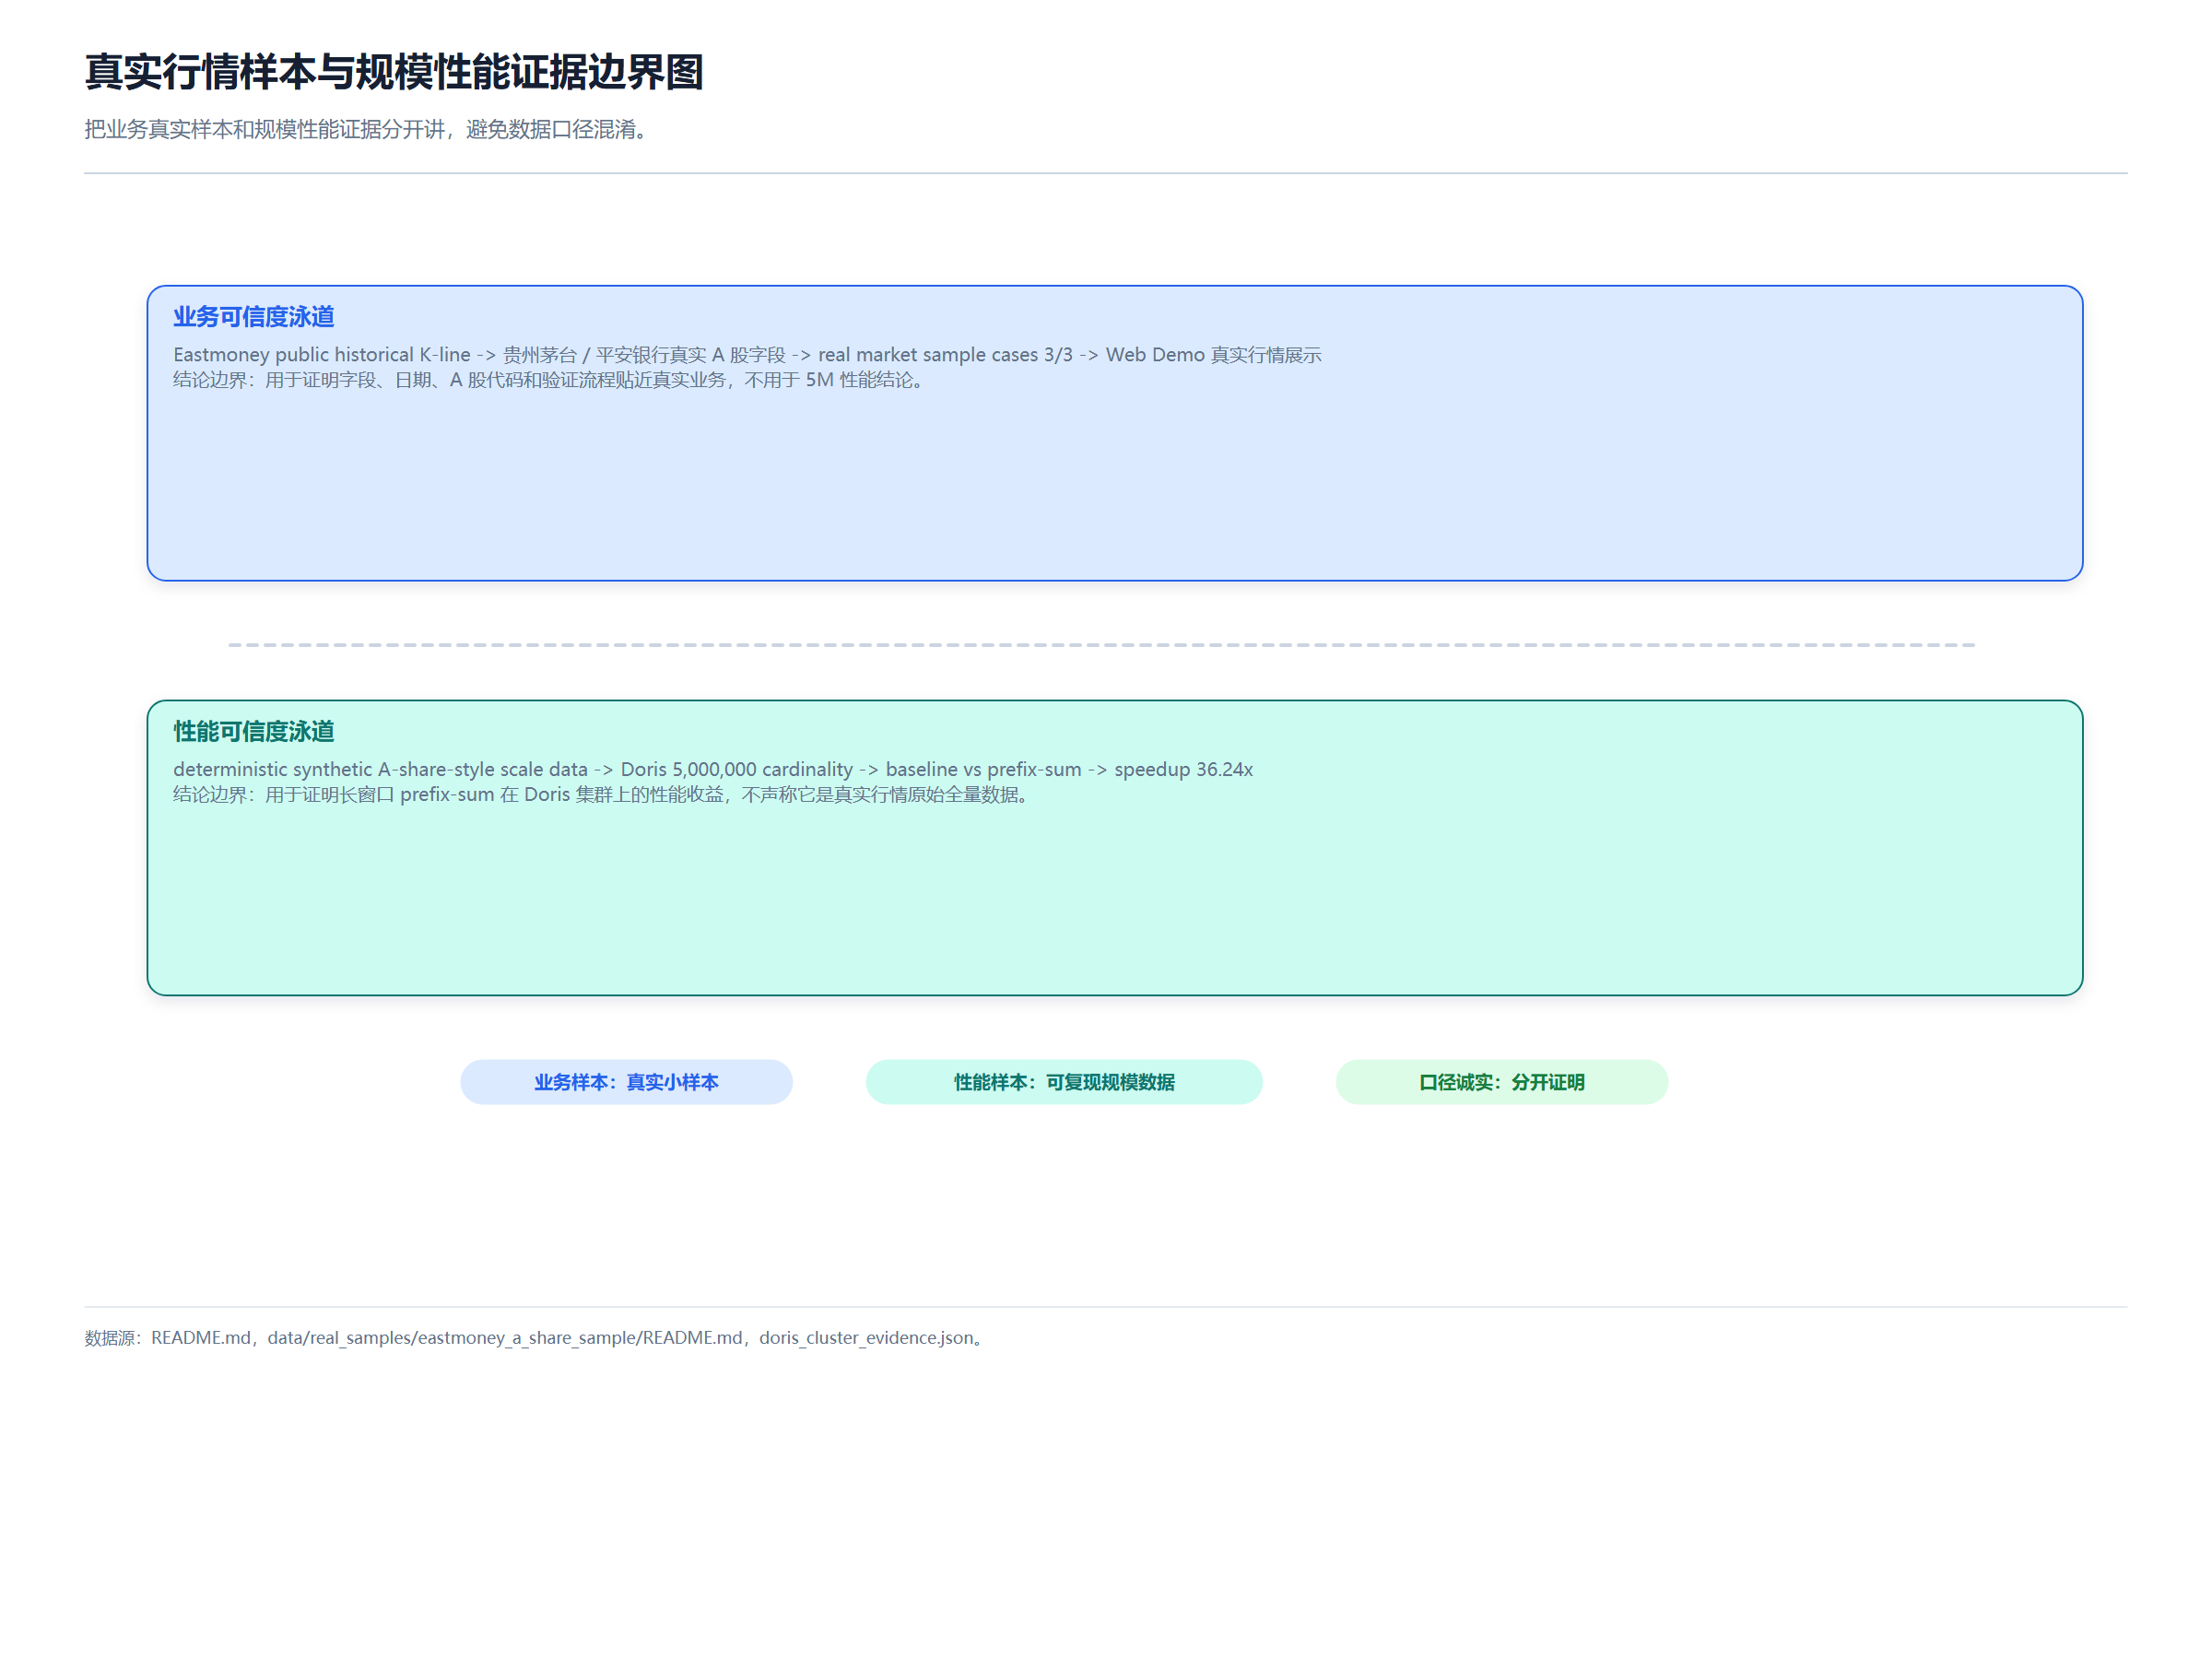 真实行情样本与规模性能证据边界图
把业务真实样本和规模性能证据分开讲，避免数据口径混淆。
业务可信度泳道
Eastmoney public historical K-line -> 贵州茅台 / 平安银行真实 A 股字段 -> real market sample cases 3/3 -> Web Demo 真实行情展示
结论边界：用于证明字段、日期、A 股代码和验证流程贴近真实业务，不用于 5M 性能结论。
性能可信度泳道
deterministic synthetic A-share-style scale data -> Doris 5,000,000 cardinality -> baseline vs prefix-sum -> speedup 36.24x
结论边界：用于证明长窗口 prefix-sum 在 Doris 集群上的性能收益，不声称它是真实行情原始全量数据。
业务样本：真实小样本
性能样本：可复现规模数据
口径诚实：分开证明
数据源：README.md，data/real_samples/eastmoney_a_share_sample/README.md，doris_cluster_evidence.json。